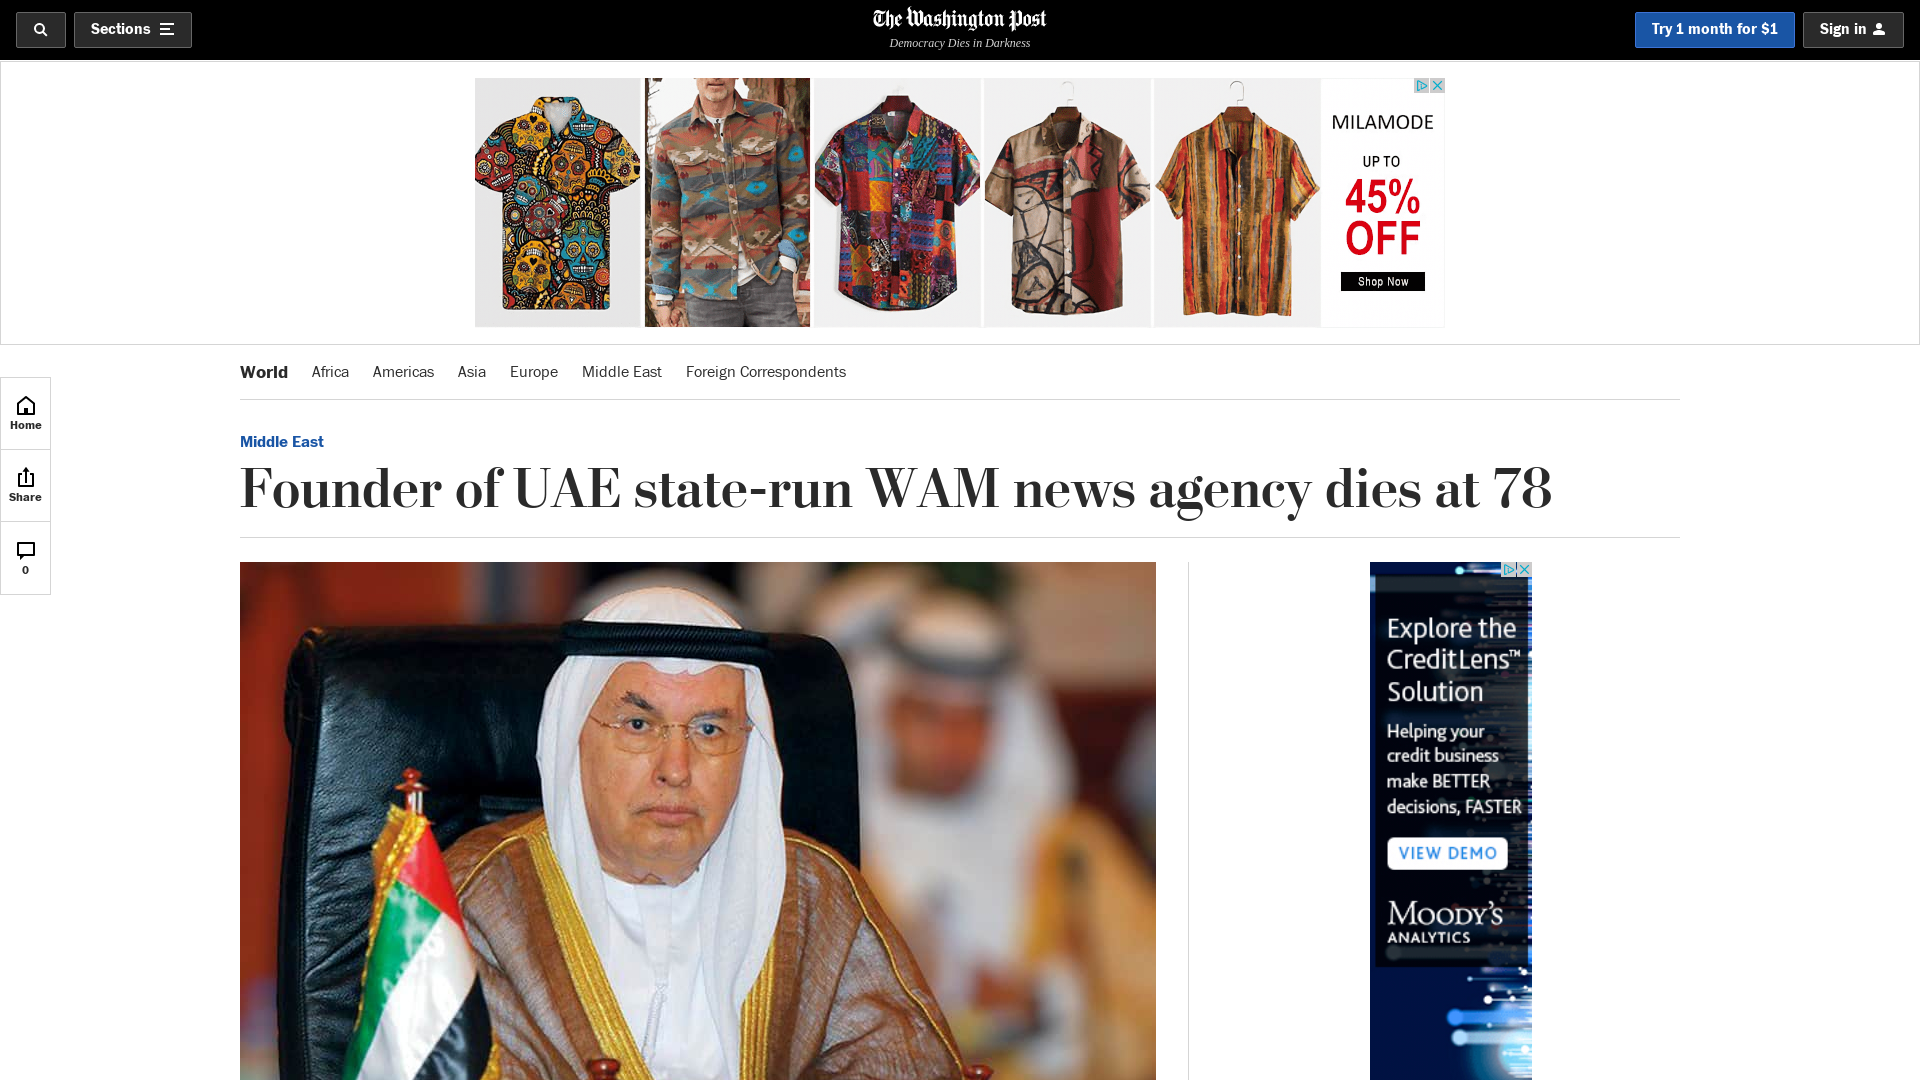 Sections
The Washington Post
Democracy Dies in Darkness
Try 1 month for $1
Sign in
MILAMODE
UP TO
45%
OFF
Shop Now
World
Africa
Americas
Asia
Europe
Middle East
Foreign Correspondents
Home
Share
0
Middle East
Founder of UAE state-run WAM news agency dies at 78
Explore the
CreditLens™
Solution
Helping your
credit business
make BETTER
decisions, FASTER
VIEW DEMO
MOODY'S
ANALYTICS